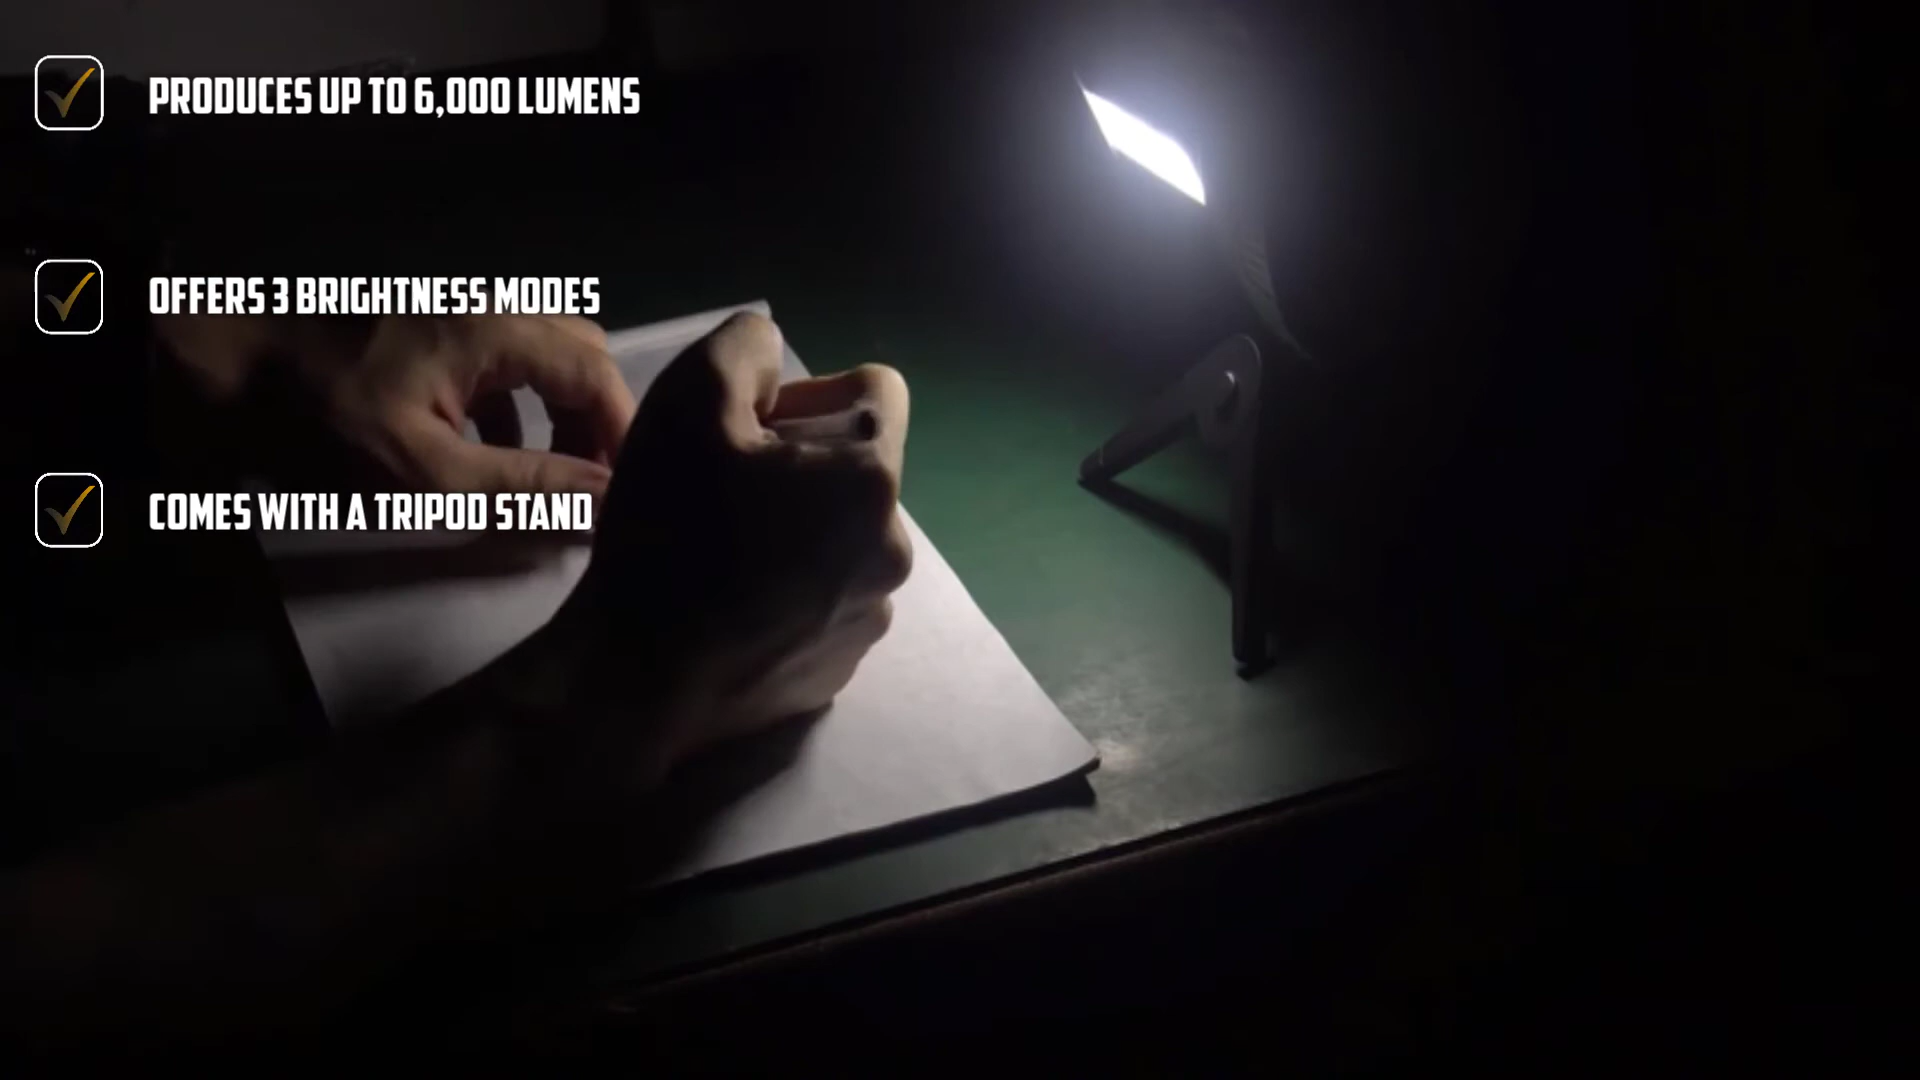 PRODUCES UP TO 6,000 LUMENS
OFFERS 3 BRIGHTNESS MODES
COMES WITH A TRIPOD STAND